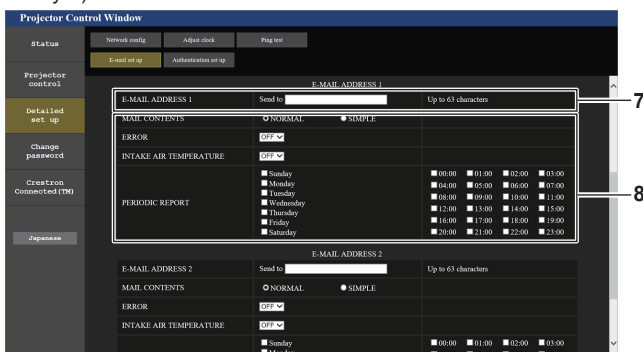 Projector Control Window
Status
Network config Adjust clock Ping test
E-mail set up Authentication set up
Projector
control
Detailed
set up
Change
password
Crestron
Connected(TM)
Japanese
E-MAIL ADDRESS 1
E-MAIL ADDRESS 1 Send to Up to 63 characters
7
MAIL CONTENTS NORMAL SIMPLE
ERROR OFF
INTAKE AIR TEMPERATURE OFF
PERIODIC REPORT
Sunday 00:00 01:00 02:00 03:00
Monday 04:00 05:00 06:00 07:00
Tuesday 08:00 09:00 10:00 11:00
Wednesday 12:00 13:00 14:00 15:00
Thursday 16:00 17:00 18:00 19:00
Friday 20:00 21:00 22:00 23:00
Saturday
8
E-MAIL ADDRESS 2
E-MAIL ADDRESS 2 Send to Up to 63 characters
MAIL CONTENTS NORMAL SIMPLE
ERROR OFF
INTAKE AIR TEMPERATURE OFF
Sunday 00:00 01:00 02:00 03:00